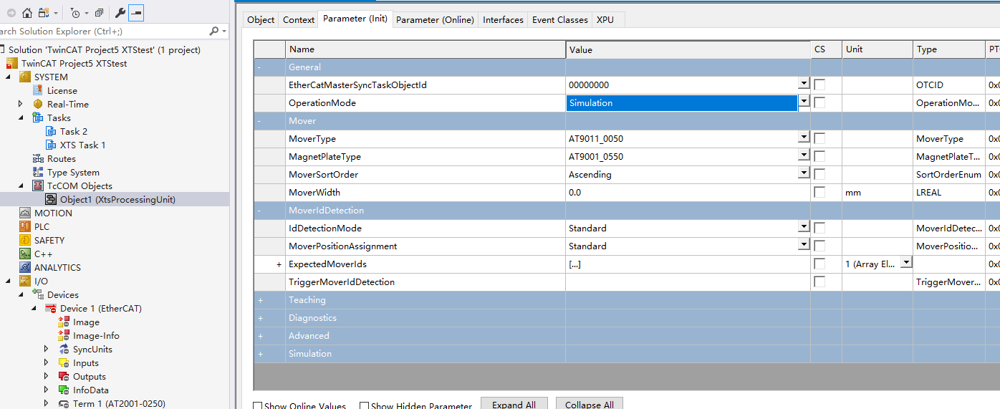 Object Context Parameter (Init) Parameter (Online) Interfaces Event Classes XPU
arch Solution Explorer (Ctrl+;)
Solution 'TwinCAT Project5 XTStest' (1 project)
TwinCAT Project5 XTStest
SYSTEM
License
Real-Time
Tasks
Task 2
XTS Task 1
Routes
Type System
TcCOM Objects
Object1 (XtsProcessingUnit)
MOTION
PLC
SAFETY
C++
ANALYTICS
I/O
Devices
Device 1 (EtherCAT)
Image
Image-Info
SyncUnits
Inputs
Outputs
InfoData
Term 1 (AT2001-0250)
Name Value CS Unit Type PT
- General
EtherCatMasterSyncTaskObjectId 00000000 OTCID 0x0
OperationMode Simulation OperationMo... 0x0
- Mover
MoverType AT9011_0050 MoverType 0x0
MagnetPlateType AT9001_0550 MagnetPlateT... 0x0
MoverSortOrder Ascending SortOrderEnum 0x0
MoverWidth 0.0 mm LREAL 0x0
- MoverIdDetection
IdDetectionMode Standard MoverIdDetec... 0x0
MoverPositionAssignment Standard MoverPositio... 0x0
+ ExpectedMoverIds [...] 1 (Array El... 0x0
TriggerMoverIdDetection TriggerMover... 0x0
+ Teaching
+ Diagnostics
+ Advanced
+ Simulation
Show Online Values Show Hidden Parameter Expand All Collapse All